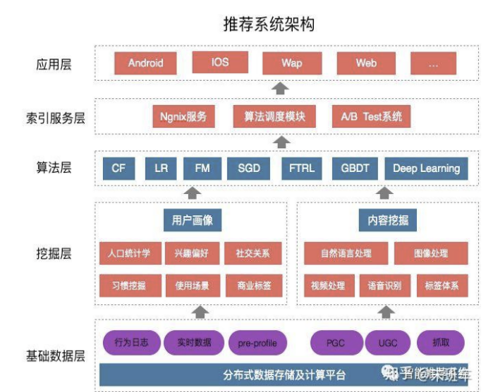 推荐系统架构
应用层
Android
IOS
Wap
Web
...
索引服务层
Ngnix服务
算法调度模块
A/B Test系统
算法层
CF
LR
FM
SGD
FTRL
GBDT
Deep Learning
挖掘层
用户画像
人口统计学
兴趣偏好
社交关系
习惯挖掘
使用场景
商业标签
内容挖掘
自然语言处理
图像处理
视频处理
语音识别
标签体系
基础数据层
行为日志
实时数据
pre-profile
PGC
UGC
抓取
分布式数据存储及计算平台